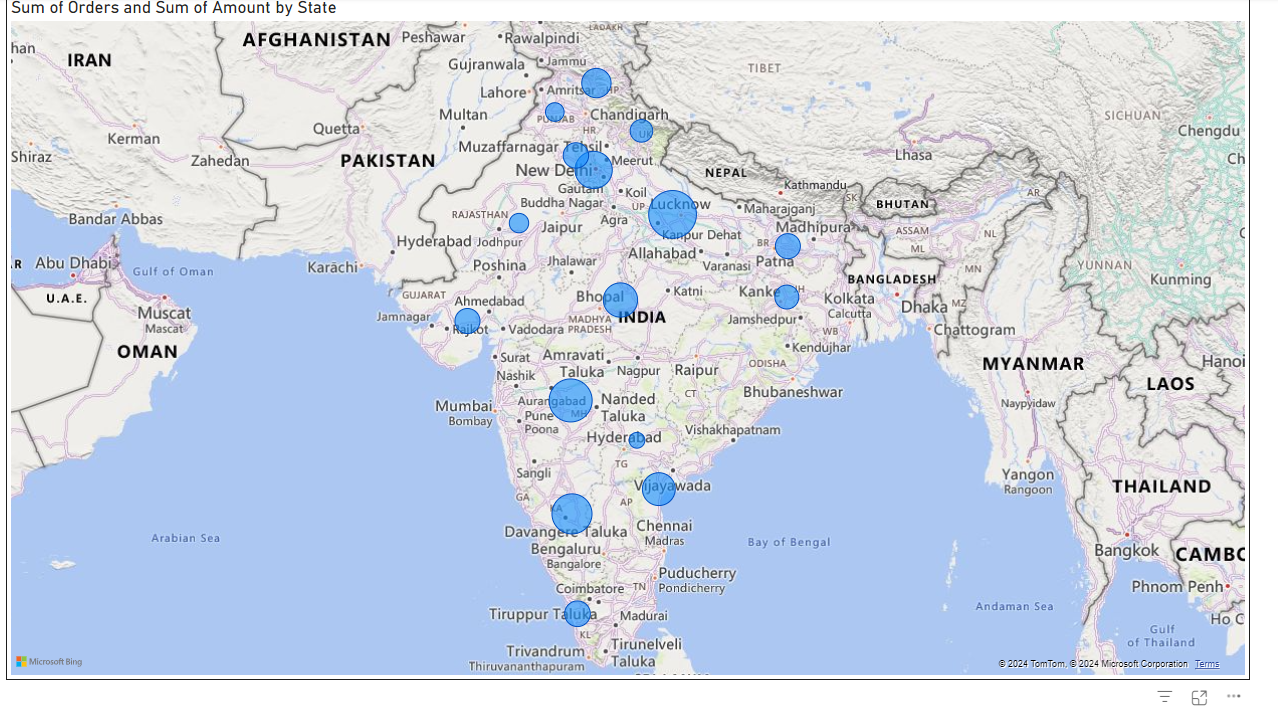 Sum of Orders and Sum of Amount by State
AFGHANISTAN
Peshawar
Rawalpindi
LADAKH
han
IRAN
Gujranwala
Jammu
TIBET
Lahore
Amritsar
HP
SICHUAN
Multan
PUNJAB
Chandigarh
Chengdu
Kerman
Quetta
HR
UK
Shiraz
Zahedan
PAKISTAN
Muzaffarnagar Tehsil
Meerut
Lhasa
Ch
New Delhi
NEPAL
Kathmandu
Gautam
Buddha Nagar
Koil
UP
Lucknow
Maharajganj
SK
BHUTAN
AR
Bandar Abbas
RAJASTHAN
Agra
Madhipura
ASSAM
NL
Hyderabad
Jodhpur
Jaipur
Kanpur Dehat
BR
ML
R
Abu Dhabi
Gulf of Oman
Karāchi
Poshina
Jhalawar
Allahabad
Varanasi
Patna
MN
YUNNAN
BANGLADESH
Kunming
U.A.E.
GUJARAT
Ahmedabad
Bhopal
Katni
Kanke
JH
Kolkata
Calcutta
Dhaka
MZ
Muscat
Mascat
Jamnagar
Rajkot
Vadodara
MADHYA
PRADESH
INDIA
Jamshedpur
WB
Chattogram
OMAN
Surat
Amravati
Taluka
Nagpur
Raipur
ODISHA
Kendujhar
MYANMAR
Hanoi
LAOS
Nashik
CT
Bhubaneshwar
Naypyidaw
Mumbai
Bombay
Aurangabad
MH
Pune
Poona
Nanded
Taluka
Hyderabad
Vishakhapatnam
TG
Sangli
Yangon
Rangoon
THAILAND
GA
KA
AP
Vijayawada
Arabian Sea
Davangere Taluka
Chennai
Madras
Bay of Bengal
Bengaluru
Bangalore
Bangkok
CAMBO
Puducherry
Pondicherry
Coimbatore
TN
Phnom Penh
Tiruppur Taluka
Madurai
Andaman Sea
Ho C
KL
Gulf
of Thailand
Trivandrum
Thiruvananthapuram
Tirunelveli
Taluka
Microsoft Bing
© 2024 TomTom, © 2024 Microsoft Corporation Terms